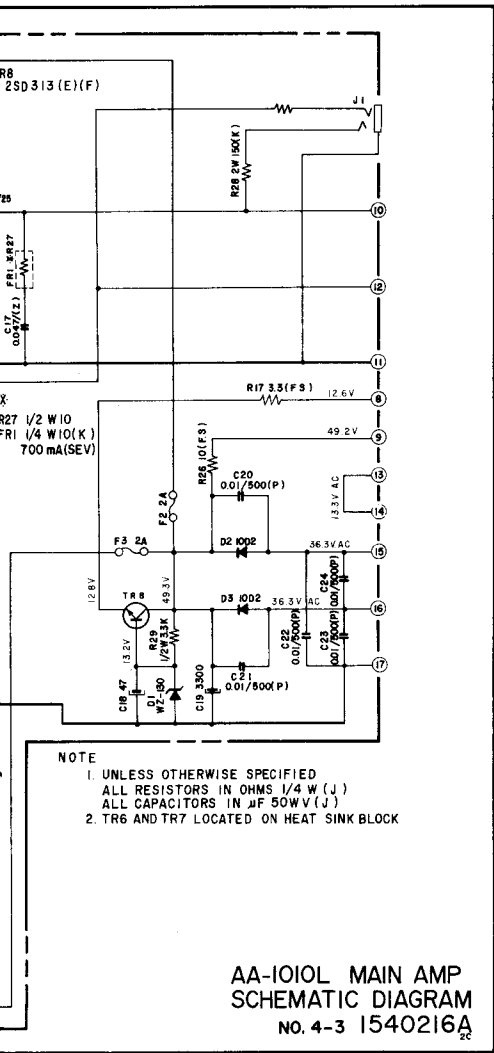 R8
2SD313(E)(F)
J1
R28 2W 150(K)
/25
10
FR1 ※R27
C17
0.047(Z)
12
11
R17 3.3(FS)
12.6V
8
R27 1/2 W10
FR1 1/4 W10(K)
700mA(SEV)
49.2V
9
R26 10(F.S)
C20
0.01/500(P)
13
13.3V AC
14
F2 2A
F3 2A
D2 10D2
36.3V AC
15
12.8V
TR8
49.3V
D3 10D2
36.3V AC
C24
0.01/500(P)
16
13.2V
R29
1/2W 3.3K
C22
0.01/500(P)
C23
0.01/500(P)
C21
0.01/500(P)
17
C18 47
D1
WZ-130
C19 3300
NOTE
1. UNLESS OTHERWISE SPECIFIED
ALL RESISTORS IN OHMS 1/4 W (J)
ALL CAPACITORS IN µF 50WV (J)
2. TR6 AND TR7 LOCATED ON HEAT SINK BLOCK
AA-1010L MAIN AMP
SCHEMATIC DIAGRAM
NO. 4-3 1540216A
2C